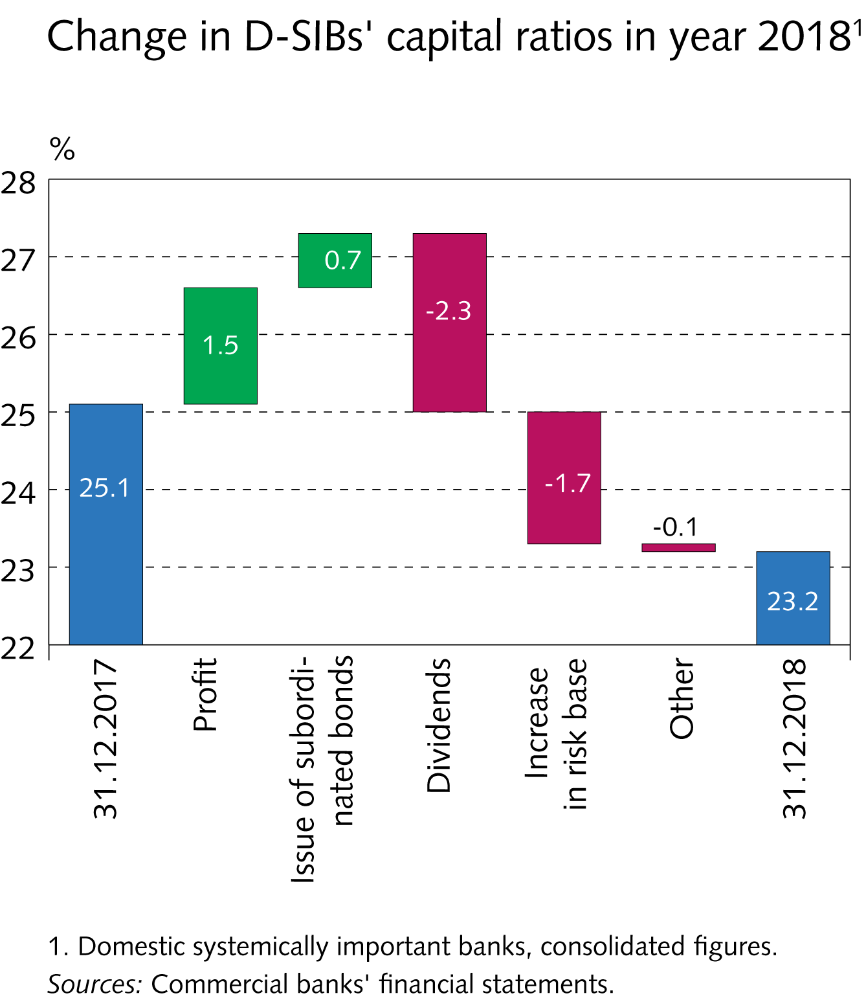 Change in D-SIBs' capital ratios in year 2018¹
%
28
27
26
25
24
23
22
25.1
1.5
0.7
-2.3
-1.7
-0.1
23.2
31.12.2017
Profit
Issue of subordi-
nated bonds
Dividends
Increase
in risk base
Other
31.12.2018
1. Domestic systemically important banks, consolidated figures.
Sources: Commercial banks' financial statements.